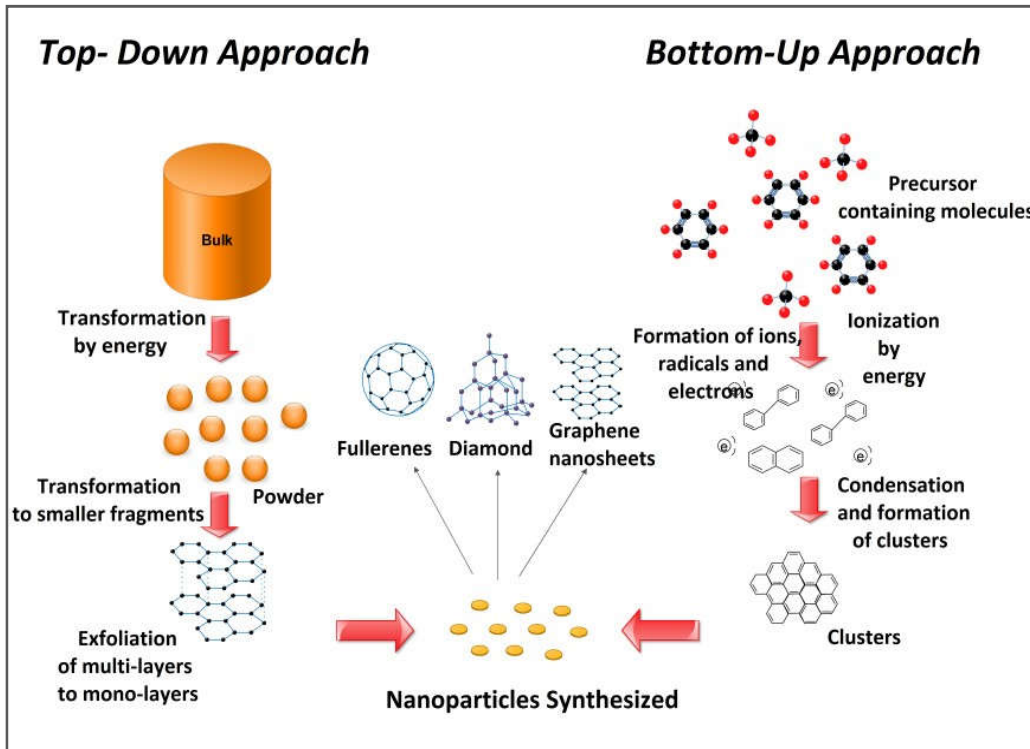 Top- Down Approach
Bottom-Up Approach
Bulk
Transformation
by energy
Powder
Transformation
to smaller fragments
Exfoliation
of multi-layers
to mono-layers
Fullerenes
Diamond
Graphene
nanosheets
Nanoparticles Synthesized
Precursor
containing molecules
Formation of ions,
radicals and
electrons
Ionization
by
energy
e
e
e
e
Condensation
and formation
of clusters
Clusters